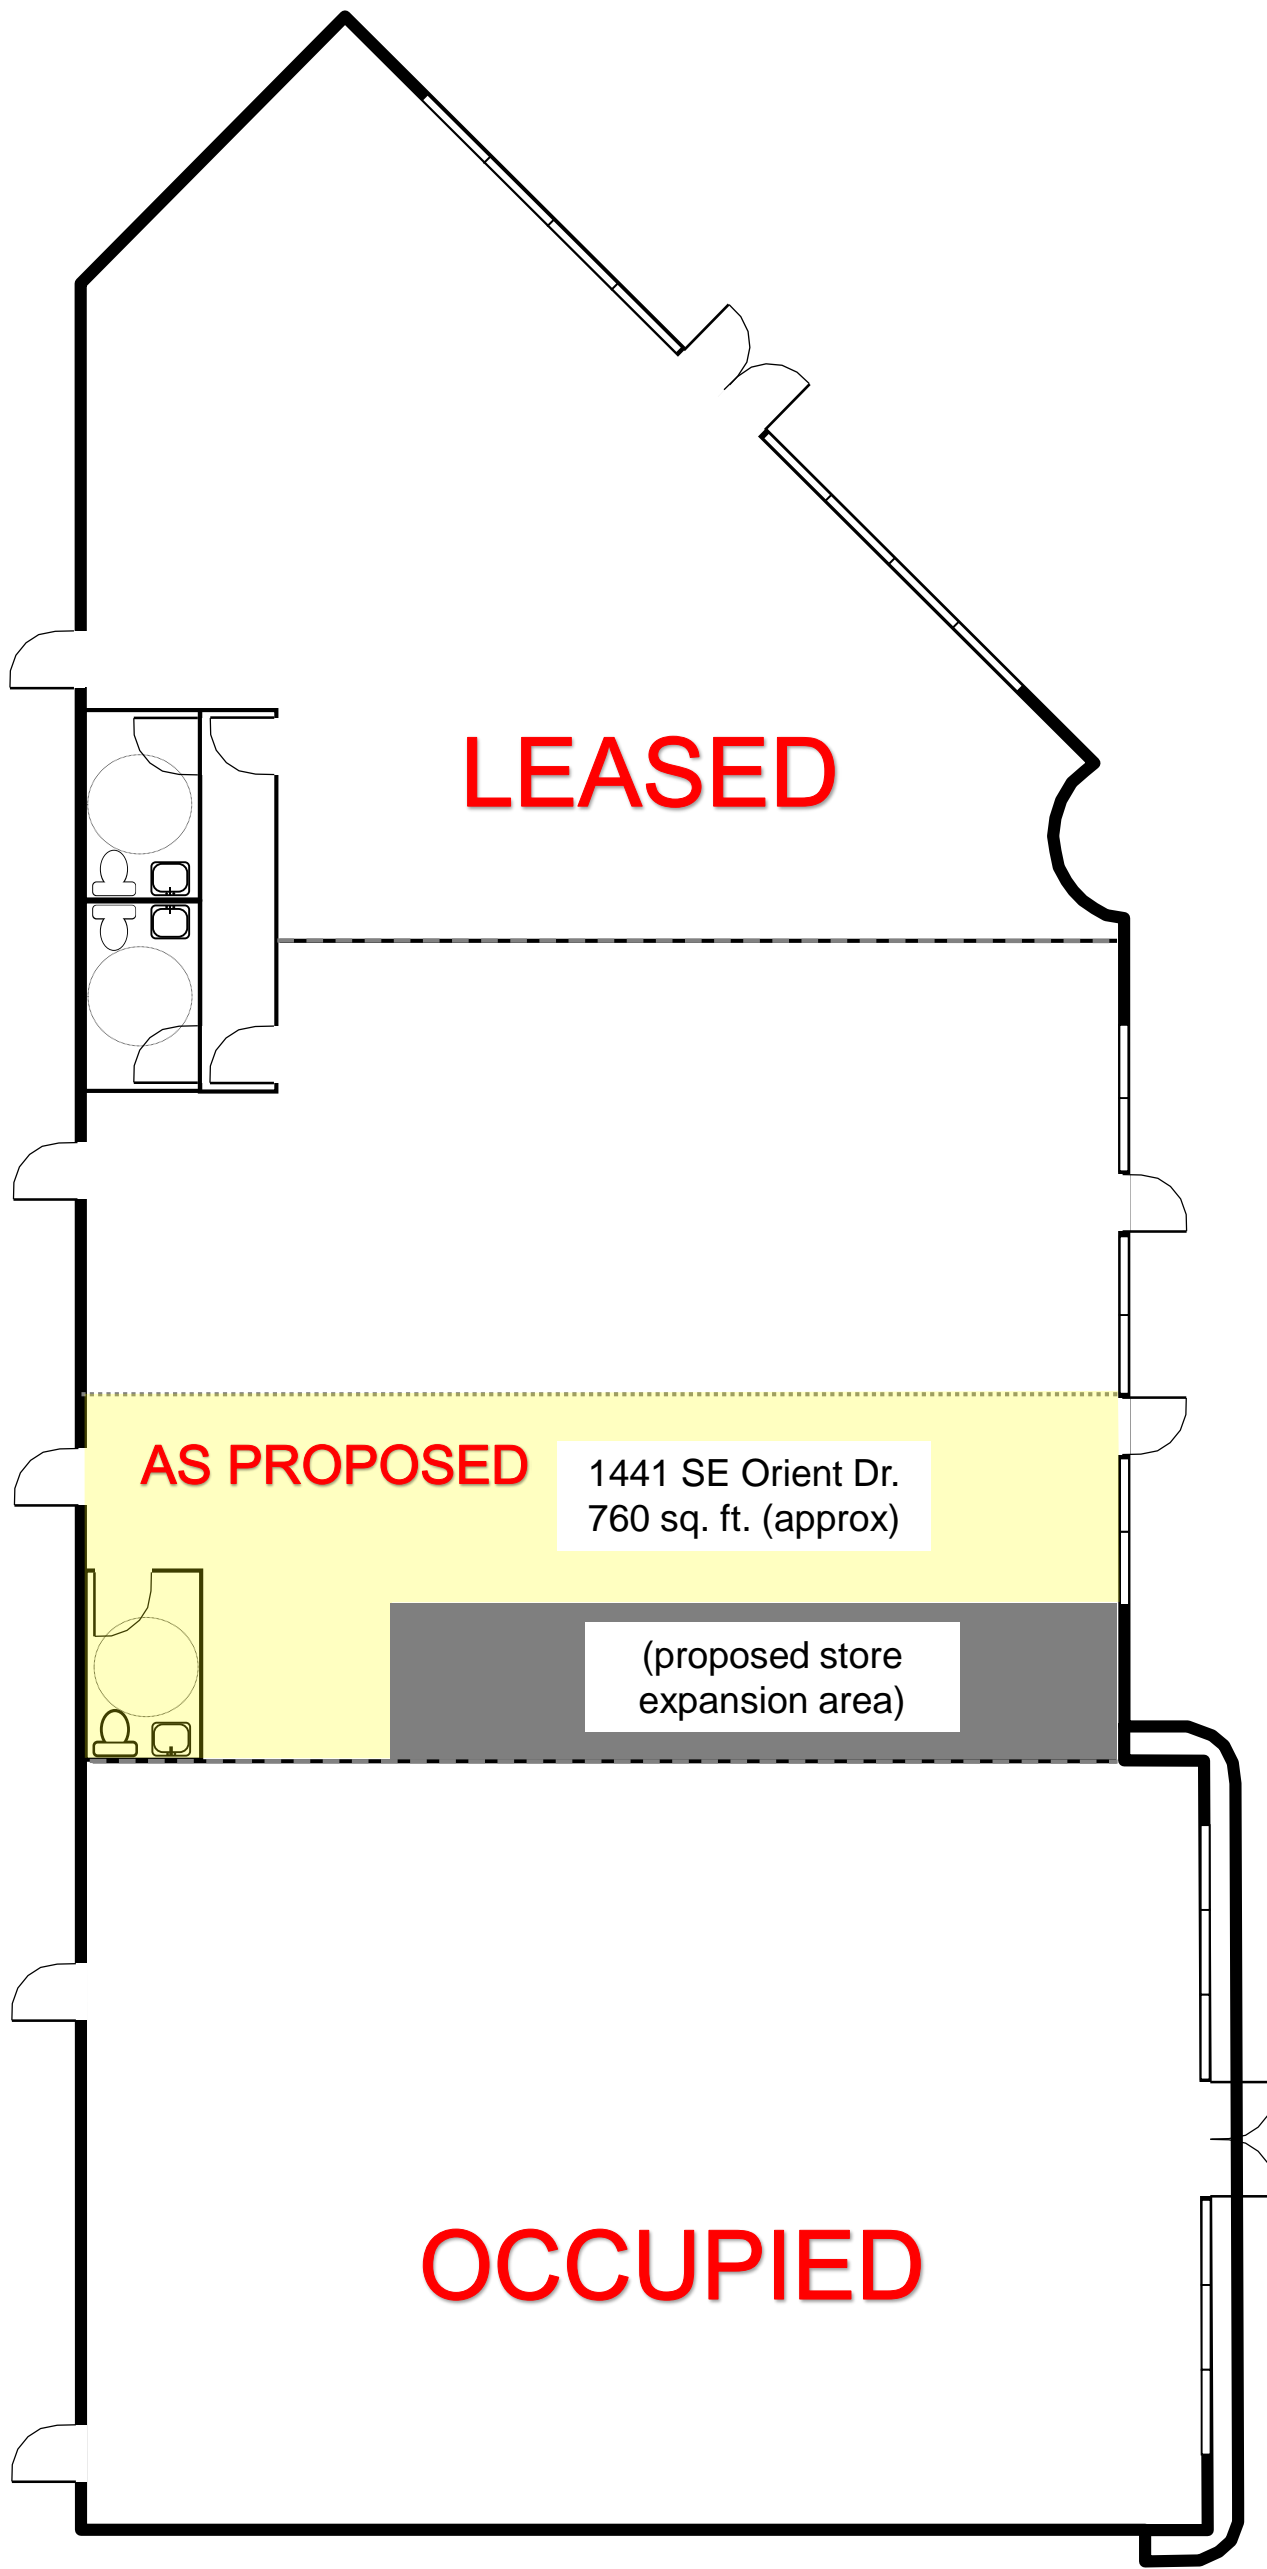 LEASED
AS PROPOSED
1441 SE Orient Dr.
760 sq. ft. (approx)
(proposed store
expansion area)
OCCUPIED